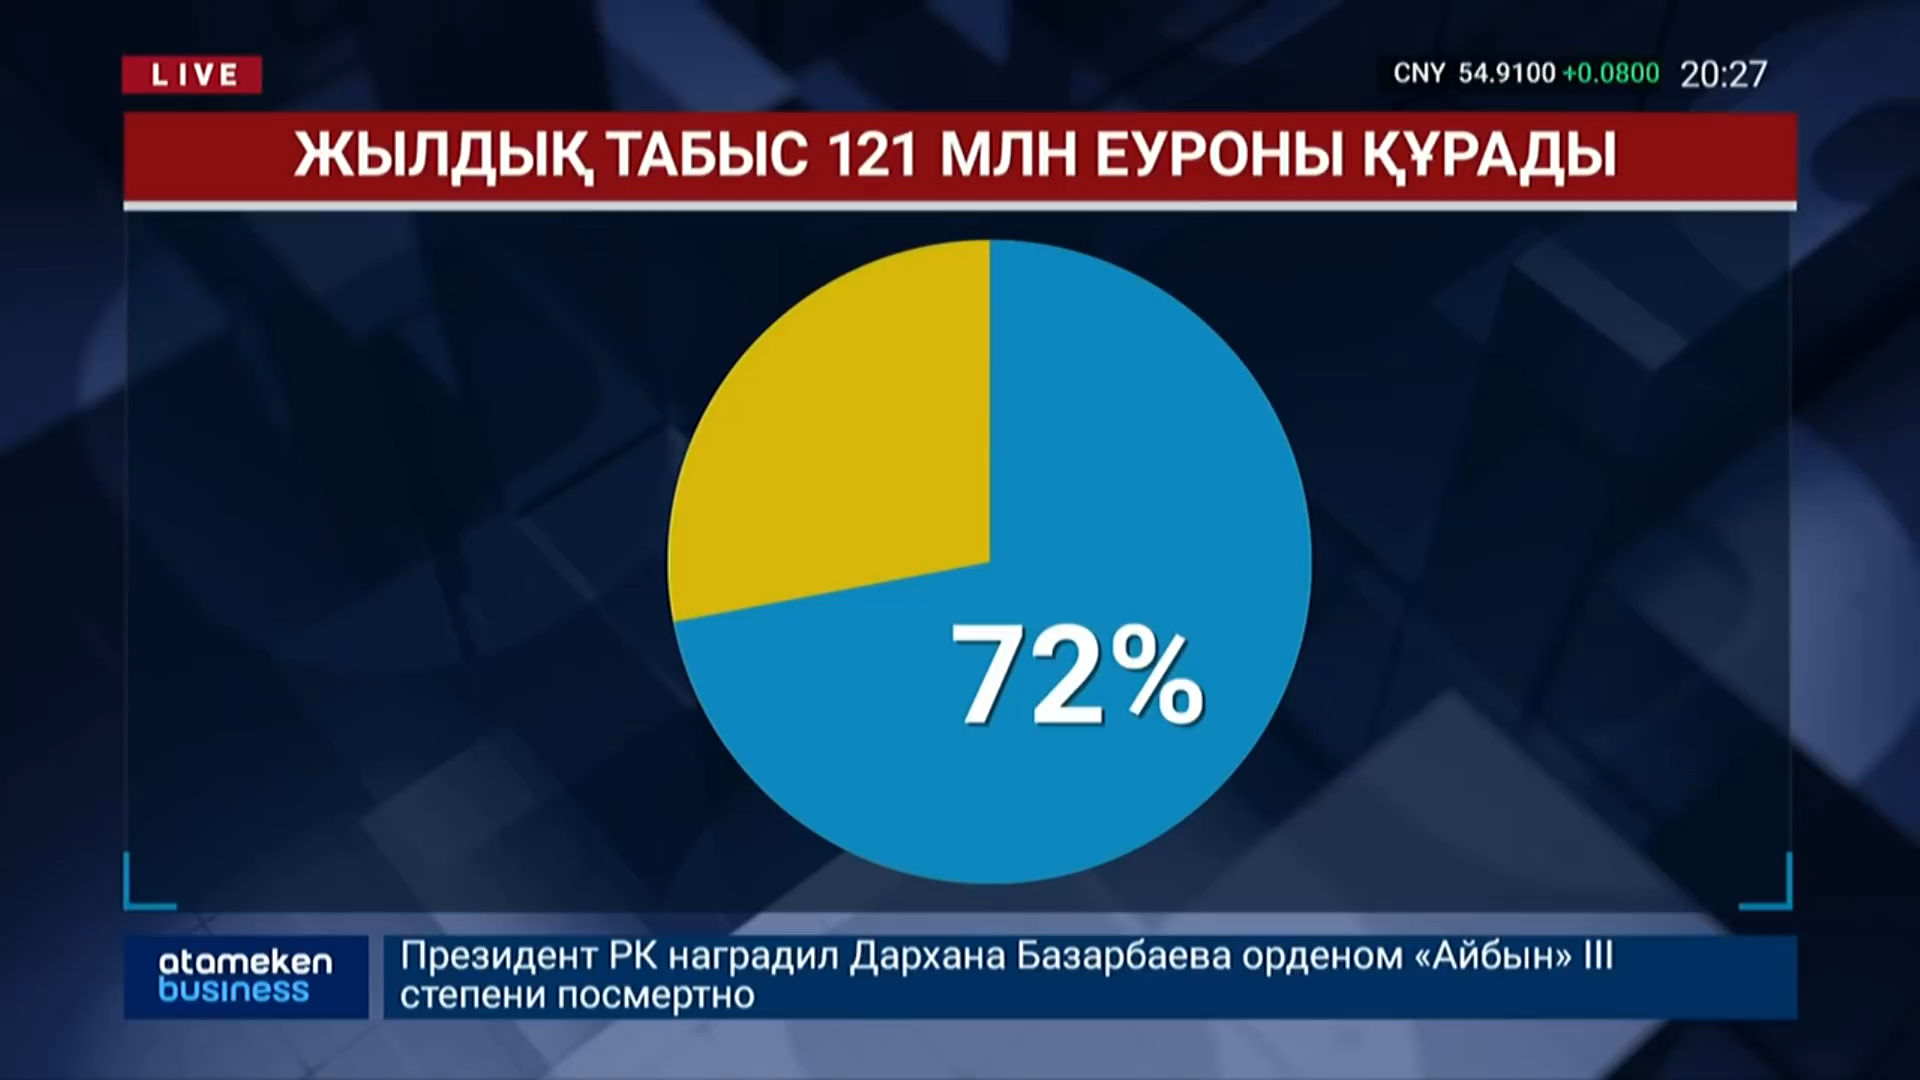 LIVE
CNY 54.9100 +0.0800 20:27
ЖЫЛДЫҚ ТАБЫС 121 МЛН ЕУРОНЫ ҚҰРАДЫ
72%
atameken
business
Президент РК наградил Дархана Базарбаева орденом «Айбын» III
степени посмертно